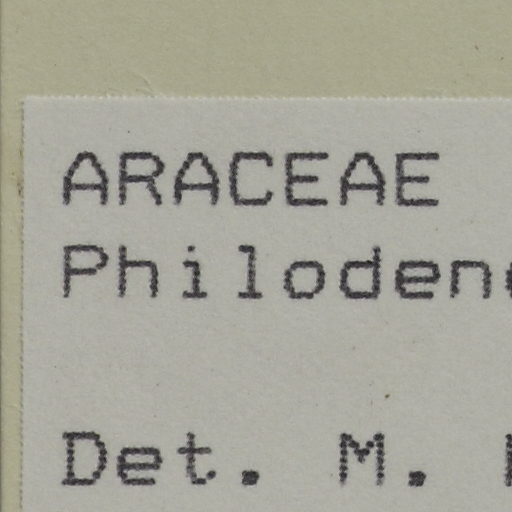 ARACEAE
Philoden
Det. M.